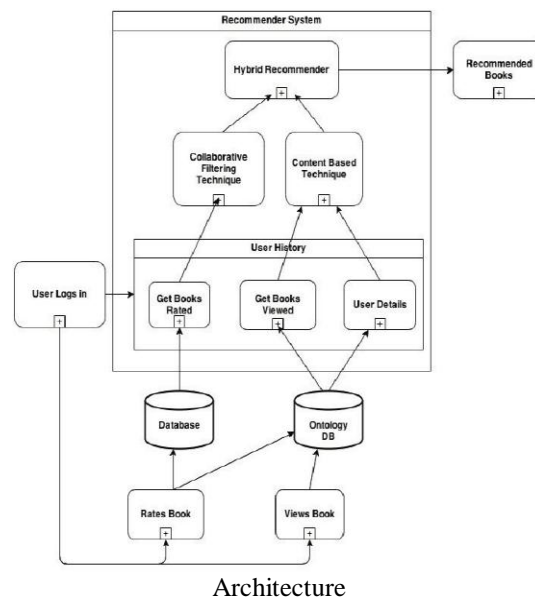 Recommender System
Hybrid Recommender
+
Recommended
Books
+
Collaborative
Filtering
Technique
+
Content Based
Technique
+
User History
User Logs in
+
Get Books
Rated
+
Get Books
Viewed
+
User Details
+
Database
Ontology
DB
Rates Book
+
Views Book
+
Architecture